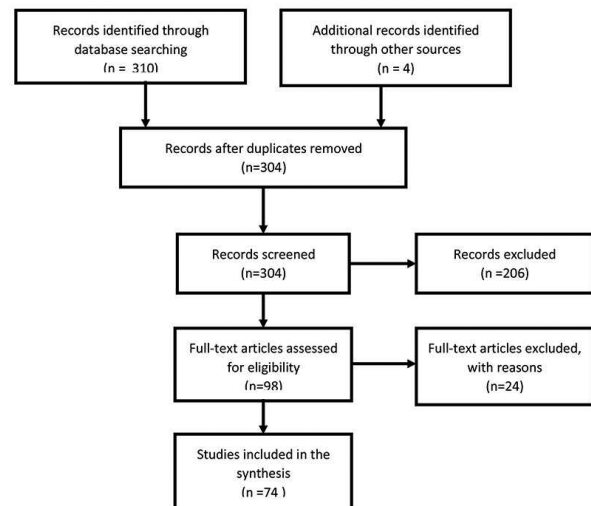 Records identified through
database searching
(n = 310)
Additional records identified
through other sources
(n = 4)
Records after duplicates removed
(n=304)
Records screened
(n=304)
Records excluded
(n =206)
Full-text articles assessed
for eligibility
(n=98)
Full-text articles excluded,
with reasons
(n=24)
Studies included in the
synthesis
(n =74 )